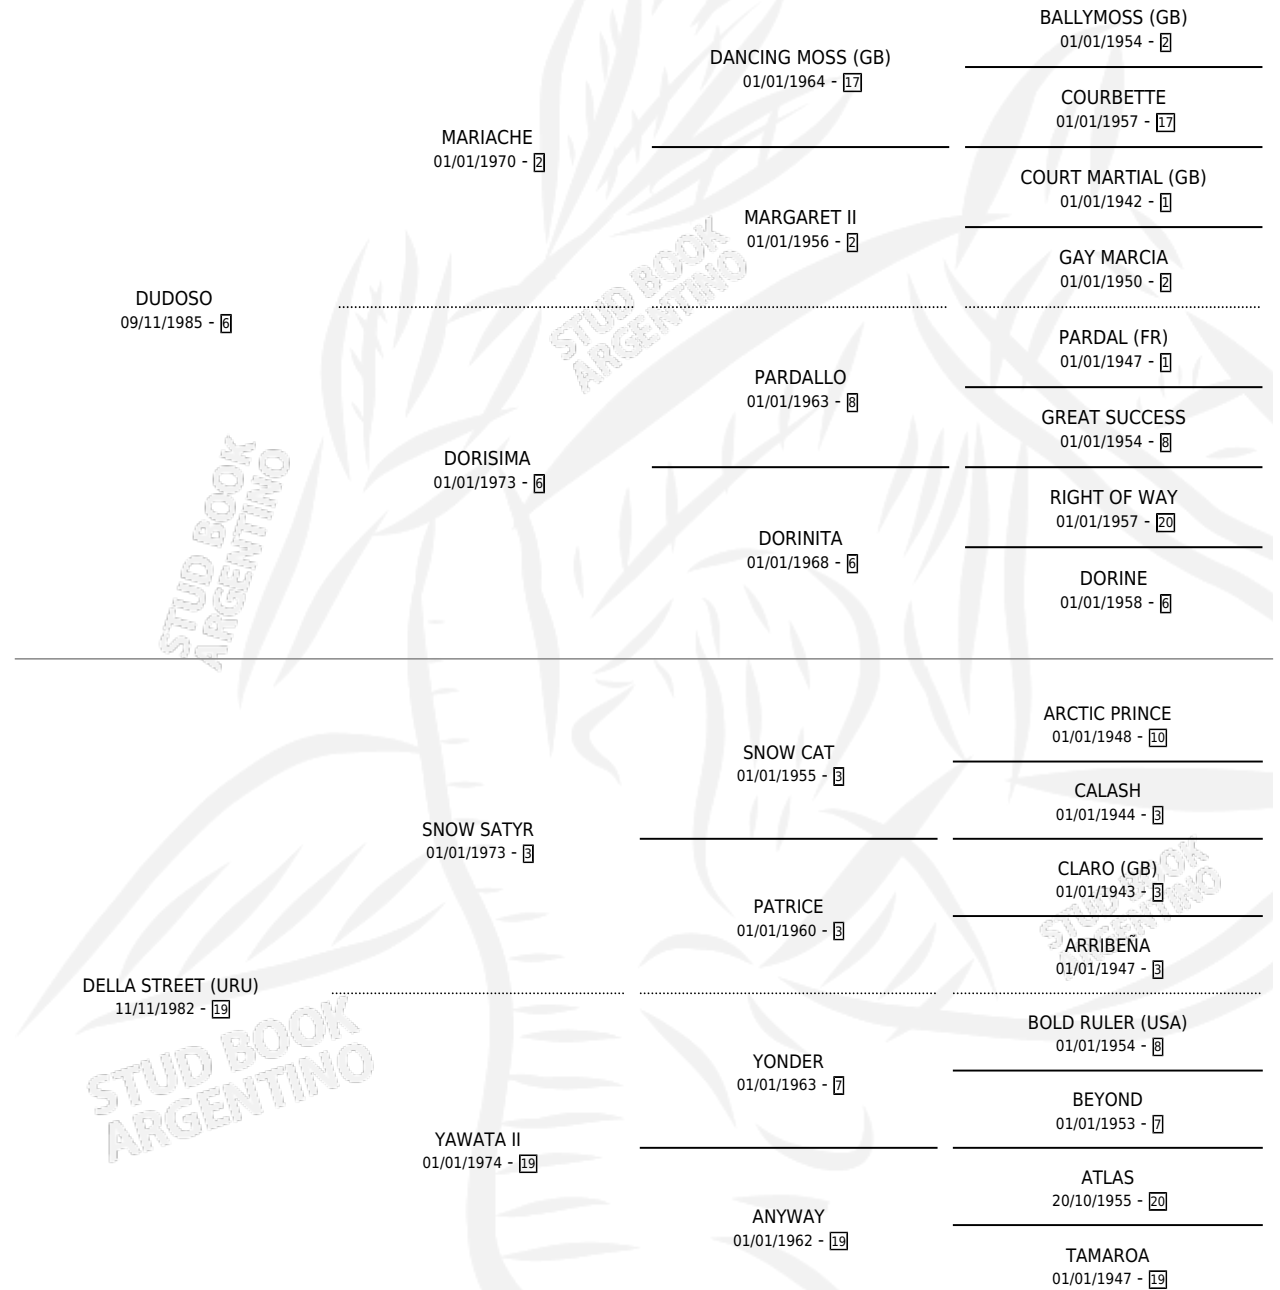 BALLYMOSS (GB)
01/01/1954 - 2
DANCING MOSS (GB)
01/01/1964 - 17
COURBETTE
01/01/1957 - 17
MARIACHE
01/01/1970 - 2
COURT MARTIAL (GB)
01/01/1942 - 1
MARGARET II
01/01/1956 - 2
GAY MARCIA
01/01/1950 - 2
DUDOSO
09/11/1985 - 6
PARDAL (FR)
01/01/1947 - 1
PARDALLO
01/01/1963 - 8
GREAT SUCCESS
01/01/1954 - 8
DORISIMA
01/01/1973 - 6
RIGHT OF WAY
01/01/1957 - 20
DORINITA
01/01/1968 - 6
DORINE
01/01/1958 - 6
STUD BOOK
ARGENTINO
STUD BOOK
ARGENTINO
ARCTIC PRINCE
01/01/1948 - 10
SNOW CAT
01/01/1955 - 3
CALASH
01/01/1944 - 3
SNOW SATYR
01/01/1973 - 3
CLARO (GB)
01/01/1943 - 3
PATRICE
01/01/1960 - 3
ARRIBEÑA
01/01/1947 - 3
STUD BOOK
ARGENTINO
DELLA STREET (URU)
11/11/1982 - 19
BOLD RULER (USA)
01/01/1954 - 8
YONDER
01/01/1963 - 7
BEYOND
01/01/1953 - 7
YAWATA II
01/01/1974 - 19
ATLAS
20/10/1955 - 20
ANYWAY
01/01/1962 - 19
TAMAROA
01/01/1947 - 19
STUD BOOK
ARGENTINO